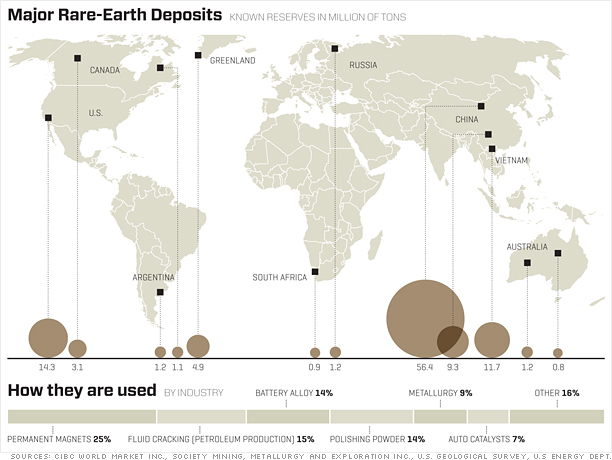 Major Rare-Earth Deposits KNOWN RESERVES IN MILLION OF TONS
GREENLAND
RUSSIA
CANADA
U.S.
CHINA
VIETNAM
AUSTRALIA
ARGENTINA
SOUTH AFRICA
14.3 3.1 1.2 1.1 4.9 0.9 1.2 56.4 9.3 11.7 1.2 0.8
How they are used BY INDUSTRY
BATTERY ALLOY 14% METALLURGY 9% OTHER 16%
PERMANENT MAGNETS 25% FLUID CRACKING (PETROLEUM PRODUCTION) 15% POLISHING POWDER 14% AUTO CATALYSTS 7%
SOURCES: CIBC WORLD MARKET INC., SOCIETY MINING, METALLURGY AND EXPLORATION INC., U.S. GEOLOGICAL SURVEY, U.S ENERGY DEPT.